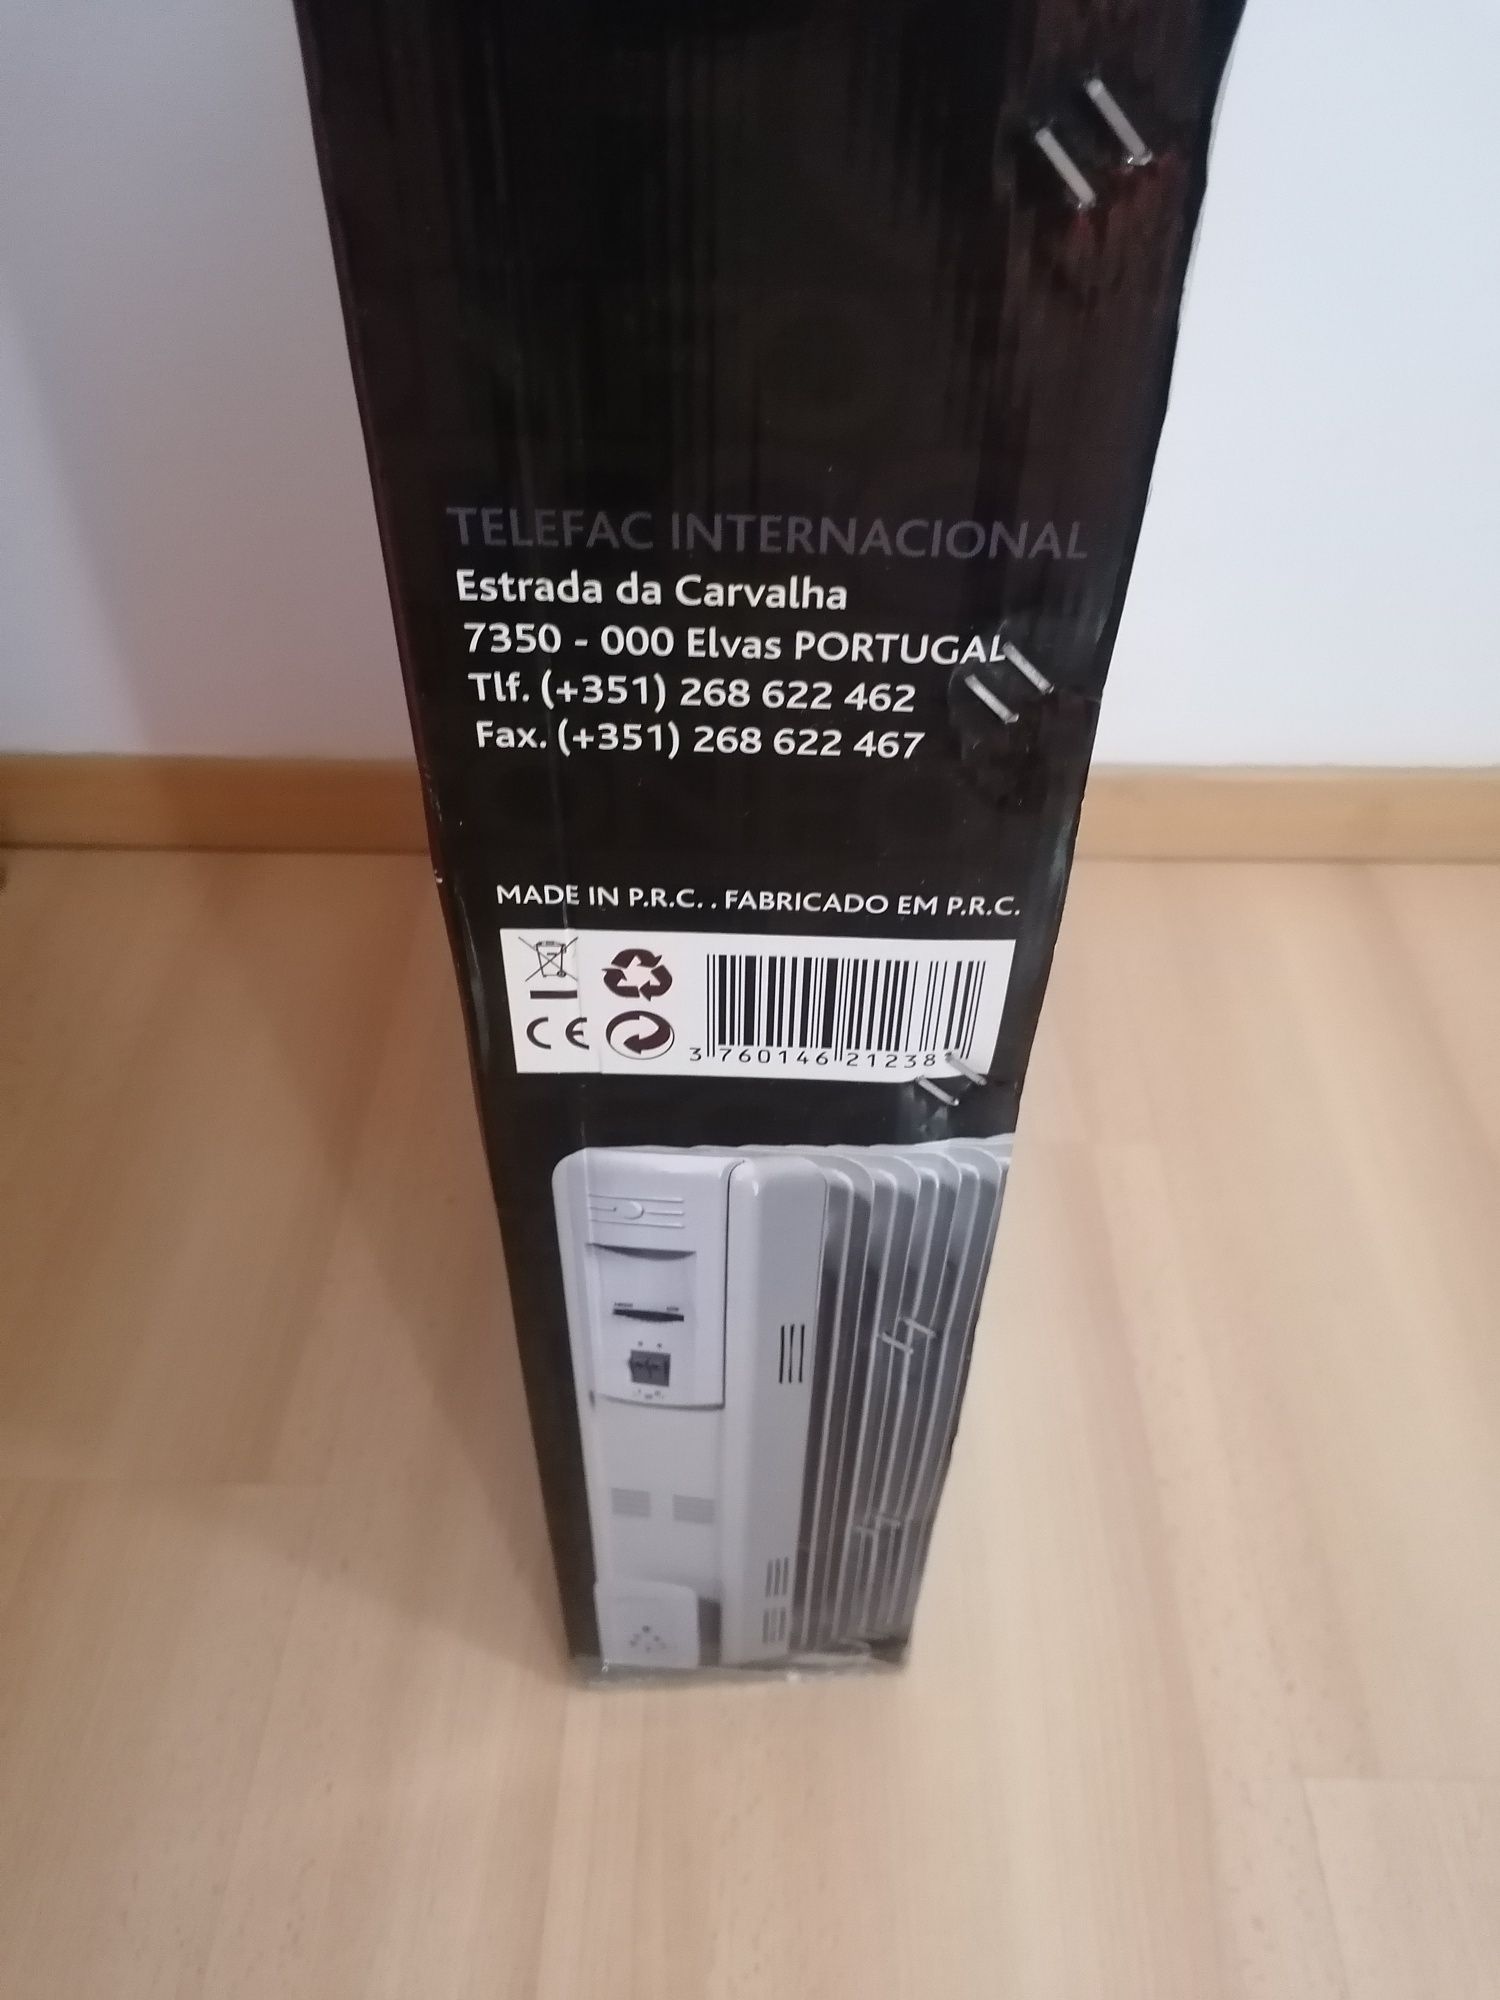 TELEFAC INTERNACIONAL
Estrada da Carvalha
7350 - 000 Elvas PORTUGAL
Tlf. (+351) 268 622 462
Fax. (+351) 268 622 467
MADE IN P.R.C. . FABRICADO EM P.R.C.
CE
3 760146 21238